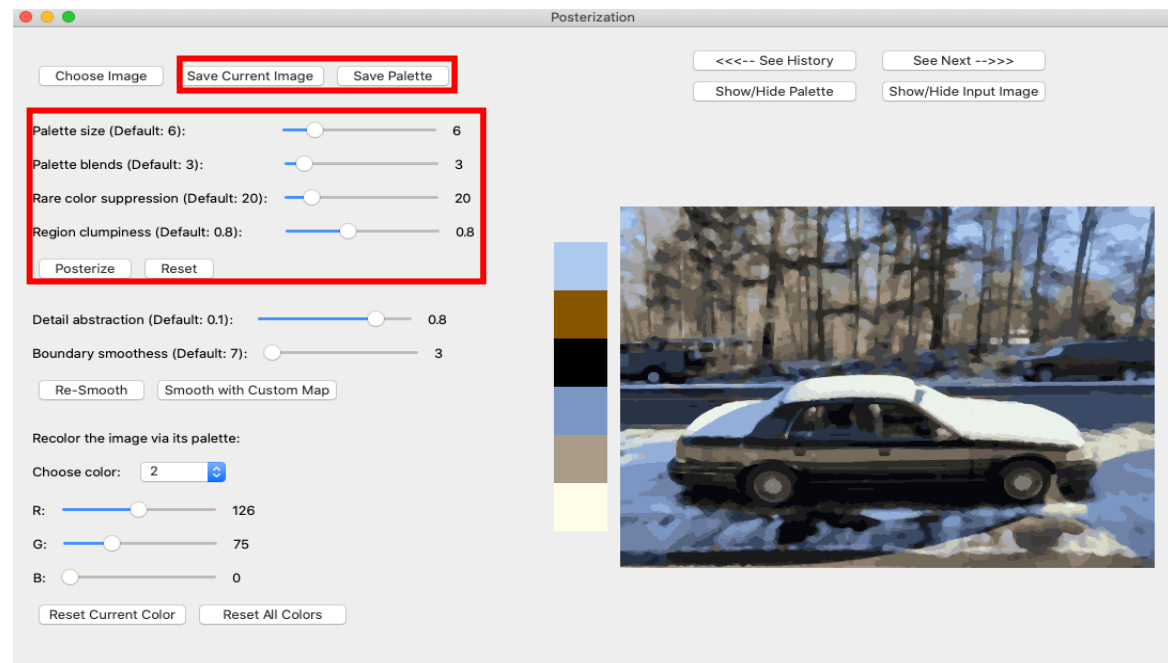 Posterization
Choose Image Save Current Image Save Palette
<<<-- See History See Next -->>>
Show/Hide Palette Show/Hide Input Image
Palette size (Default: 6): 6
Palette blends (Default: 3): 3
Rare color suppression (Default: 20): 20
Region clumpiness (Default: 0.8): 0.8
Posterize Reset
Detail abstraction (Default: 0.1): 0.8
Boundary smoothness (Default: 7): 3
Re-Smooth Smooth with Custom Map
Recolor the image via its palette:
Choose color: 2
R: 126
G: 75
B: 0
Reset Current Color Reset All Colors